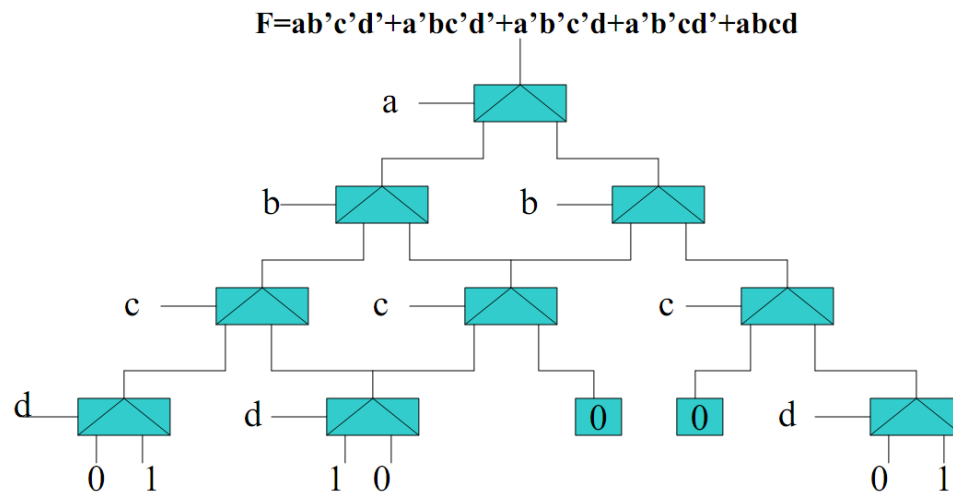 F=ab’c’d’+a’bc’d’+a’b’c’d+a’b’cd’+abcd
a
b b
c c c
d d 0 0 d
0 1 1 0 0 1